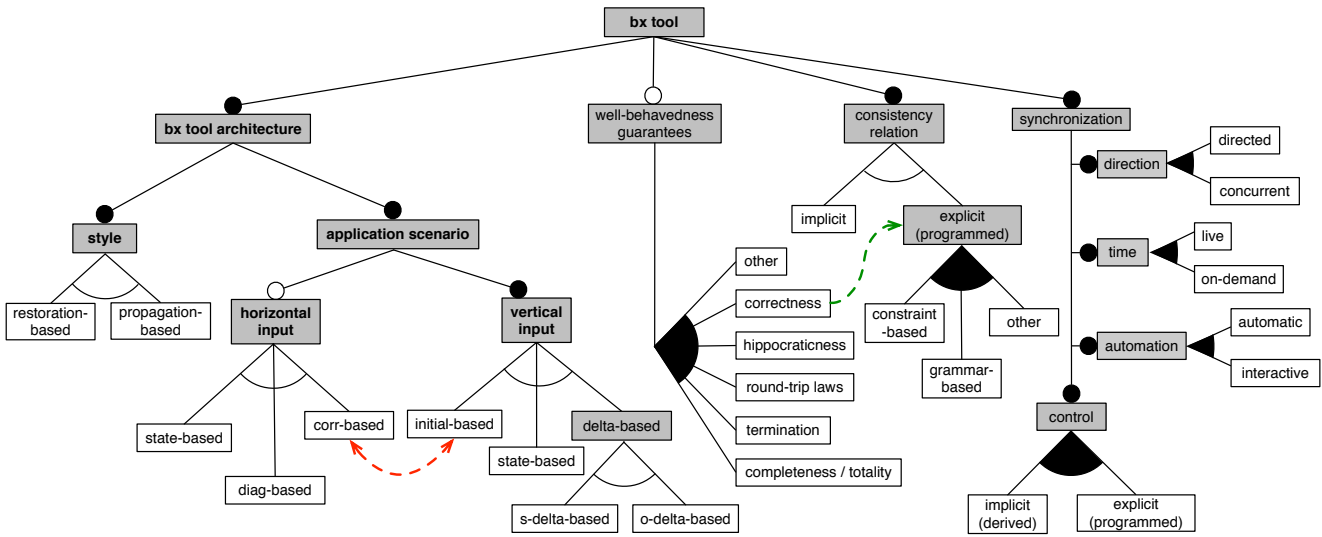 bx tool
bx tool architecture
well-behavedness
guarantees
consistency
relation
synchronization
style
application scenario
restoration-
based
propagation-
based
horizontal
input
vertical
input
state-based
diag-based
corr-based
initial-based
state-based
delta-based
s-delta-based
o-delta-based
other
correctness
hippocraticness
round-trip laws
termination
completeness / totality
implicit
explicit
(programmed)
constraint
-based
grammar-
based
other
direction
directed
concurrent
time
live
on-demand
automation
automatic
interactive
control
implicit
(derived)
explicit
(programmed)